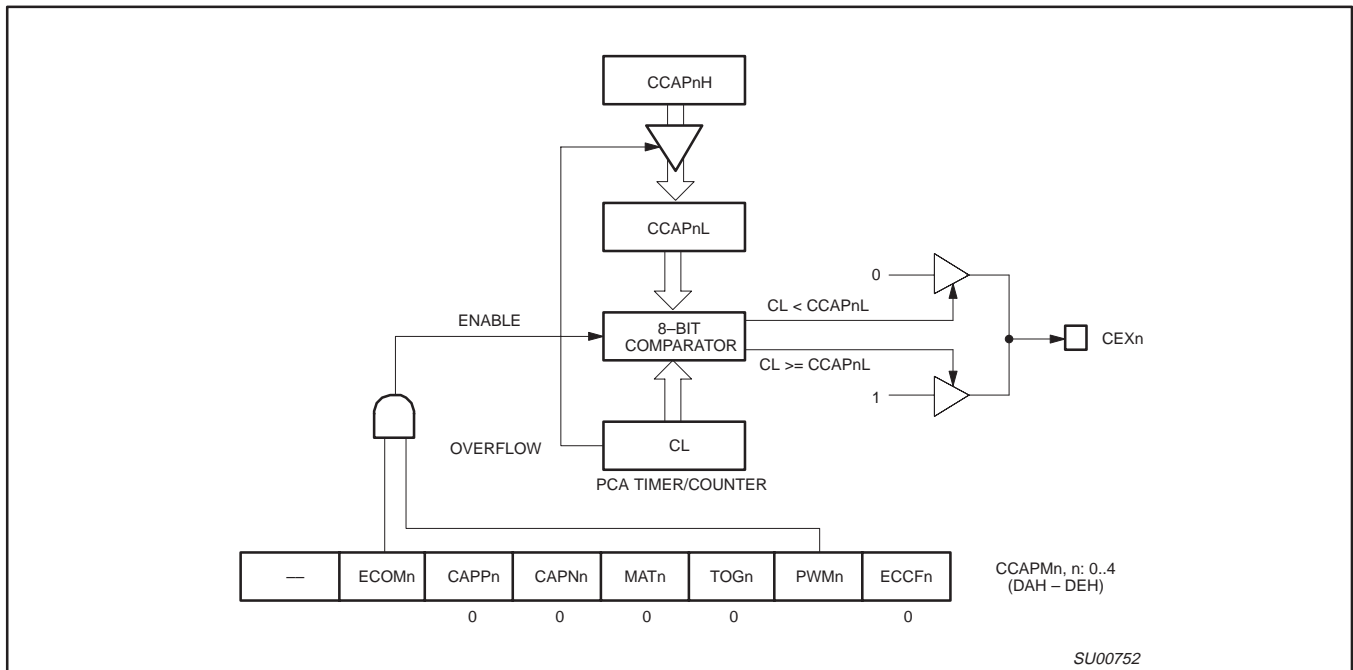 CCAPnH
CCAPnL
0
CL < CCAPnL
ENABLE
8–BIT
COMPARATOR
CEXn
CL >= CCAPnL
1
OVERFLOW
CL
PCA TIMER/COUNTER
— ECOMn CAPPn CAPNn MATn TOGn PWMn ECCFn
CCAPMn, n: 0..4
(DAH – DEH)
0 0 0 0 0
SU00752